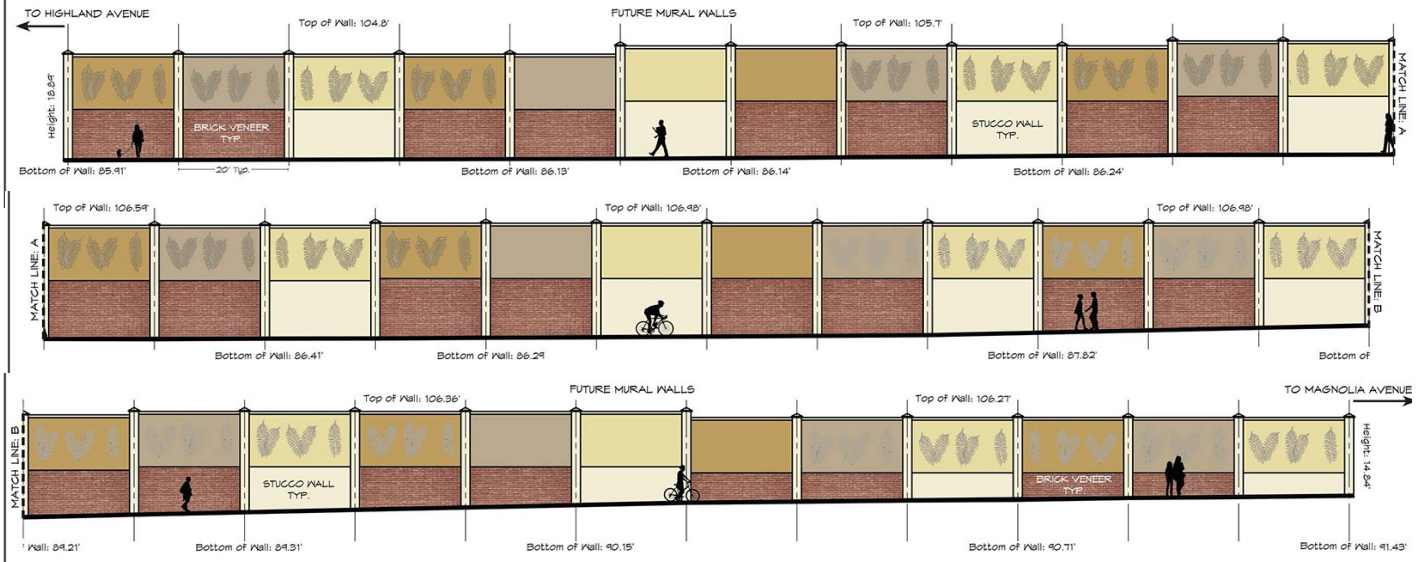 TO HIGHLAND AVENUE
FUTURE MURAL WALLS
Top of Wall: 104.8'
Top of Wall: 105.7'
Height: 18.89'
MATCH LINE: A
BRICK VENEER
TYP.
STUCCO WALL
TYP.
20' Typ.
Bottom of Wall: 85.91'
Bottom of Wall: 86.13'
Bottom of Wall: 86.14'
Bottom of Wall: 86.24'
Top of Wall: 106.59'
Top of Wall: 106.98'
Top of Wall: 106.98'
MATCH LINE: A
MATCH LINE: B
Bottom of Wall: 86.41'
Bottom of Wall: 86.29
Bottom of Wall: 87.82'
Bottom of
FUTURE MURAL WALLS
TO MAGNOLIA AVENUE
Top of Wall: 106.36'
Top of Wall: 106.27'
MATCH LINE: B
Height: 14.84'
STUCCO WALL
TYP.
BRICK VENEER
TYP.
Wall: 89.21'
Bottom of Wall: 89.31'
Bottom of Wall: 90.15'
Bottom of Wall: 90.71'
Bottom of Wall: 91.43'